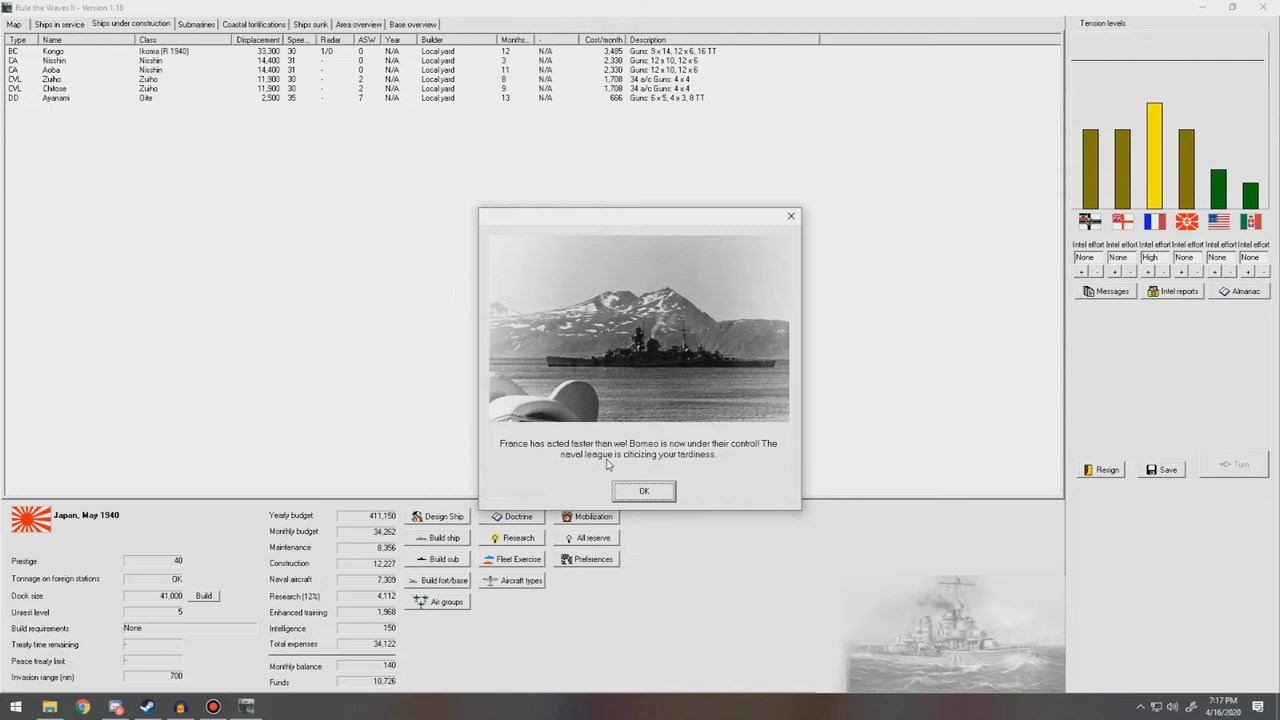 Rule the Waves II - Version 1.18
Map Ships in service Ships under construction Submarines Coastal fortifications Ships sunk Area overview Base overview
Type Name Class Displacement Spee... Radar ASW Year Builder Months... - Cost/month Description
BC Kongo Ikoma (R 1940) 33,300 30 1/0 0 N/A Local yard 12 N/A 3,485 Guns: 9 x 14, 12 x 6, 16 TT
CA Nisshin Nisshin 14,400 31 - 0 N/A Local yard 3 N/A 2,330 Guns: 12 x 10, 12 x 6
CA Aoba Nisshin 14,400 31 - 0 N/A Local yard 11 N/A 2,330 Guns: 12 x 10, 12 x 6
CVL Zuiho Zuiho 11,900 30 - 2 N/A Local yard 8 N/A 1,708 34 a/c Guns: 4 x 4
CVL Chitose Zuiho 11,900 30 - 2 N/A Local yard 9 N/A 1,708 34 a/c Guns: 4 x 4
DD Ayanami Oite 2,500 35 - 7 N/A Local yard 13 N/A 666 Guns: 6 x 5, 4 x 3, 8 TT
Tension levels
Intel effort Intel effort Intel effort Intel effort Intel effort Intel effort
None None High None None None
+ - + - + - + - + - + -
Messages Intel reports Almanac
France has acted faster than we! Borneo is now under their control! The
naval league is citicizing your tardiness.
OK
Resign Save Turn
Japan, May 1940
Prestige 40
Tonnage on foreign stations OK
Dock size 41,000 Build
Unrest level 5
Build requirements None
Treaty time remaining -
Peace treaty limit -
Invasion range (nm) 700
Yearly budget 411,150
Monthly budget 34,262
Maintenance 8,356
Construction 12,227
Naval aircraft 7,309
Research (12%) 4,112
Enhanced training 1,968
Intelligence 150
Total expenses 34,122
Monthly balance 140
Funds 10,726
Design Ship Doctrine Mobilization
Build ship Research All reserve
Build sub Fleet Exercise Preferences
Build fort/base Aircraft types
Air groups
7:17 PM
4/16/2020